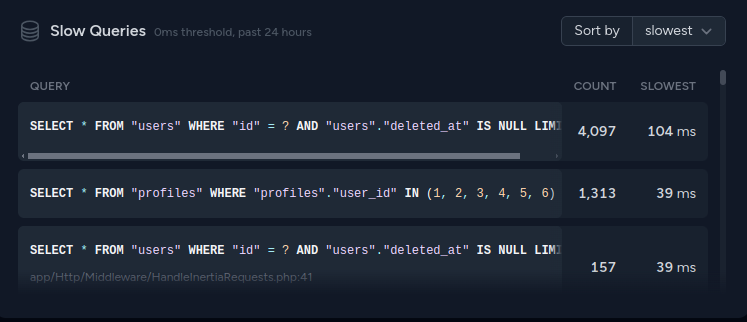 Slow Queries 0ms threshold, past 24 hours Sort by slowest
QUERY COUNT SLOWEST
SELECT * FROM "users" WHERE "id" = ? AND "users"."deleted_at" IS NULL LIMI 4,097 104 ms
SELECT * FROM "profiles" WHERE "profiles"."user_id" IN (1, 2, 3, 4, 5, 6) 1,313 39 ms
SELECT * FROM "users" WHERE "id" = ? AND "users"."deleted_at" IS NULL LIMI 157 39 ms
app/Http/Middleware/HandleInertiaRequests.php:41